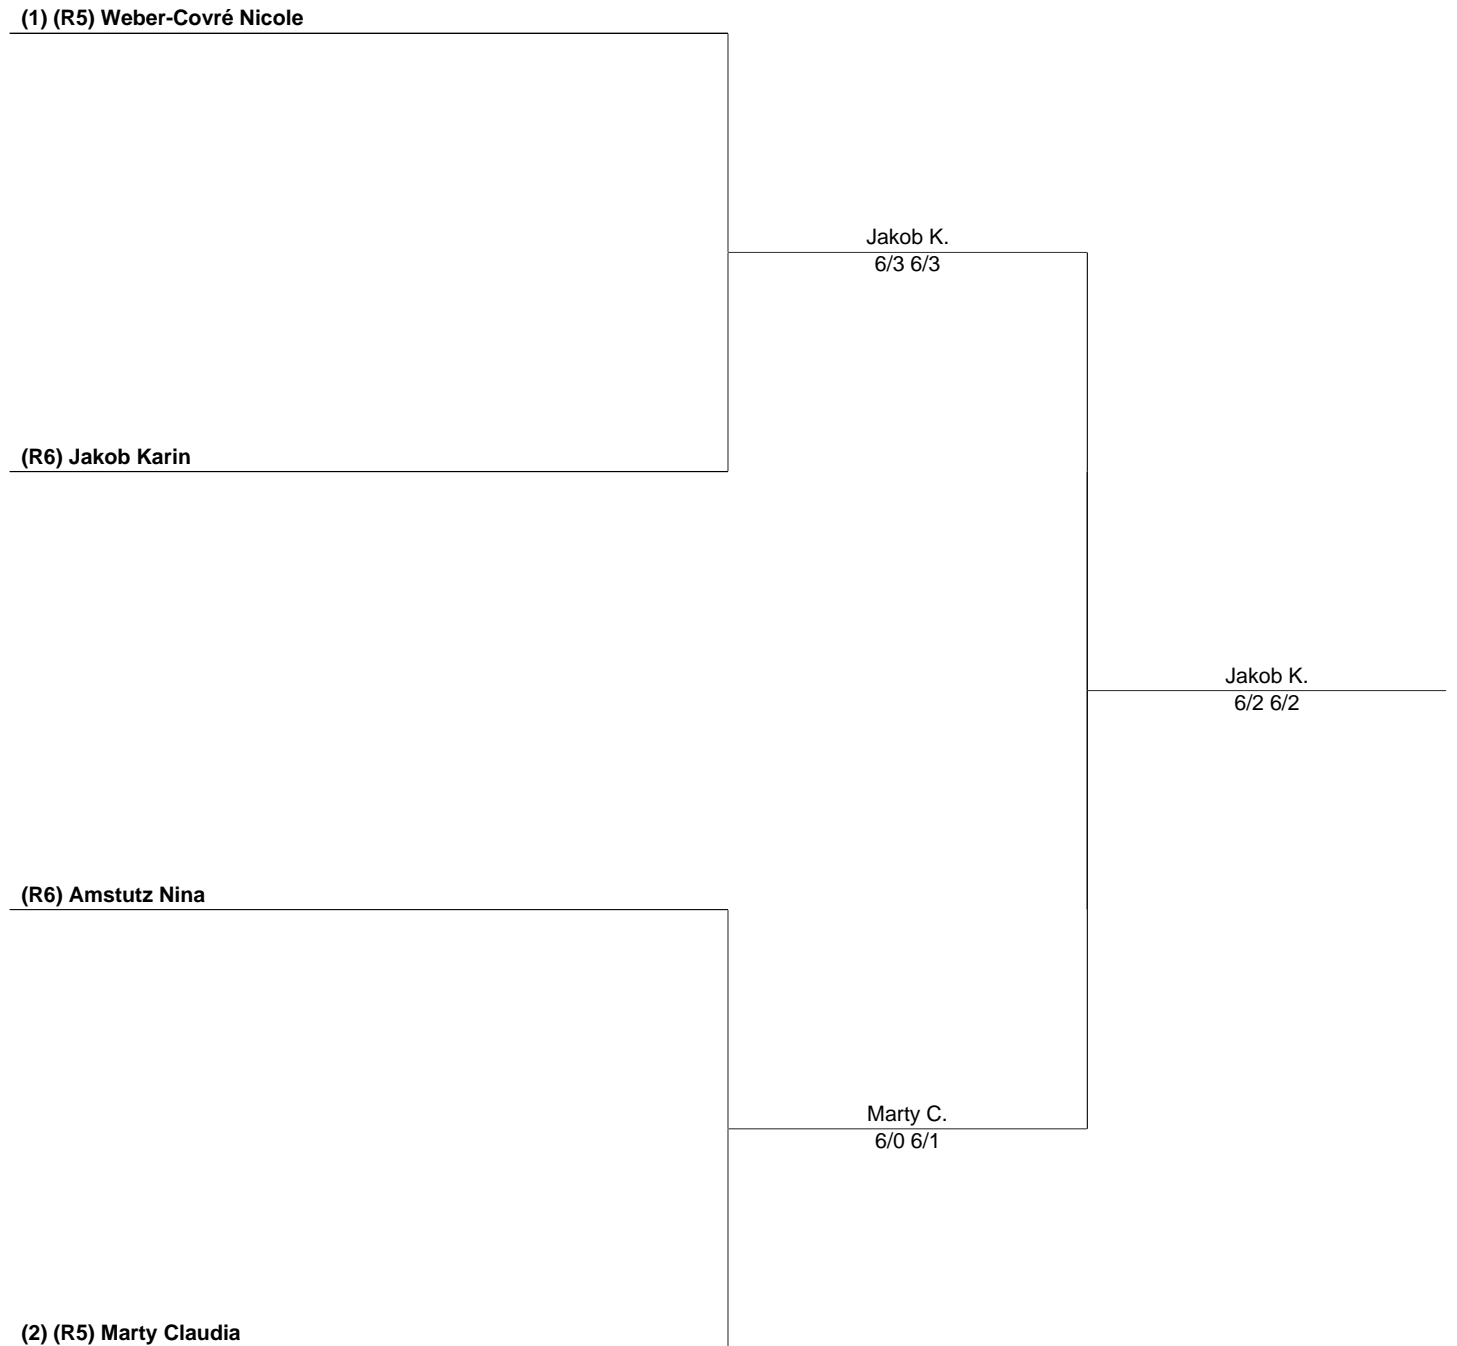 (1) (R5) Weber-Covré Nicole
Jakob K.
6/3 6/3
(R6) Jakob Karin
Jakob K.
6/2 6/2
(R6) Amstutz Nina
Marty C.
6/0 6/1
(2) (R5) Marty Claudia